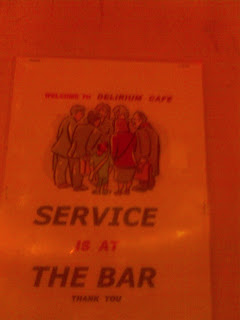 WELCOME TO DELIRIUM CAFE
SERVICE
IS AT
THE BAR
THANK YOU